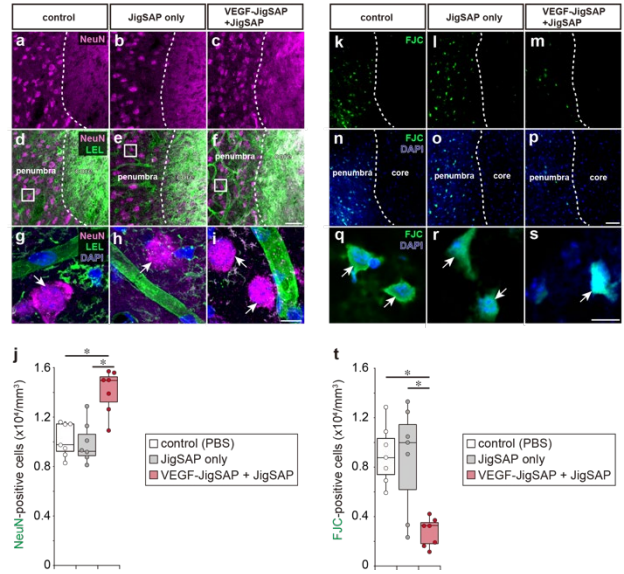 control
JigSAP only
VEGF-JigSAP
+JigSAP
a
NeuN
b
c
d
NeuN
LEL
penumbra
core
e
penumbra
f
penumbra
g
NeuN
LEL
DAPI
h
i
j
*
*
1.6
1.2
0.8
0.4
0
NeuN-positive cells (x10⁴/mm³)
control (PBS)
JigSAP only
VEGF-JigSAP + JigSAP
control
JigSAP only
VEGF-JigSAP
+JigSAP
k
FJC
l
m
n
FJC
DAPI
penumbra
core
o
penumbra
core
p
penumbra
core
q
FJC
DAPI
r
s
t
*
*
1.6
1.2
0.8
0.4
0
FJC-positive cells (x10⁴/mm³)
control (PBS)
JigSAP only
VEGF-JigSAP + JigSAP